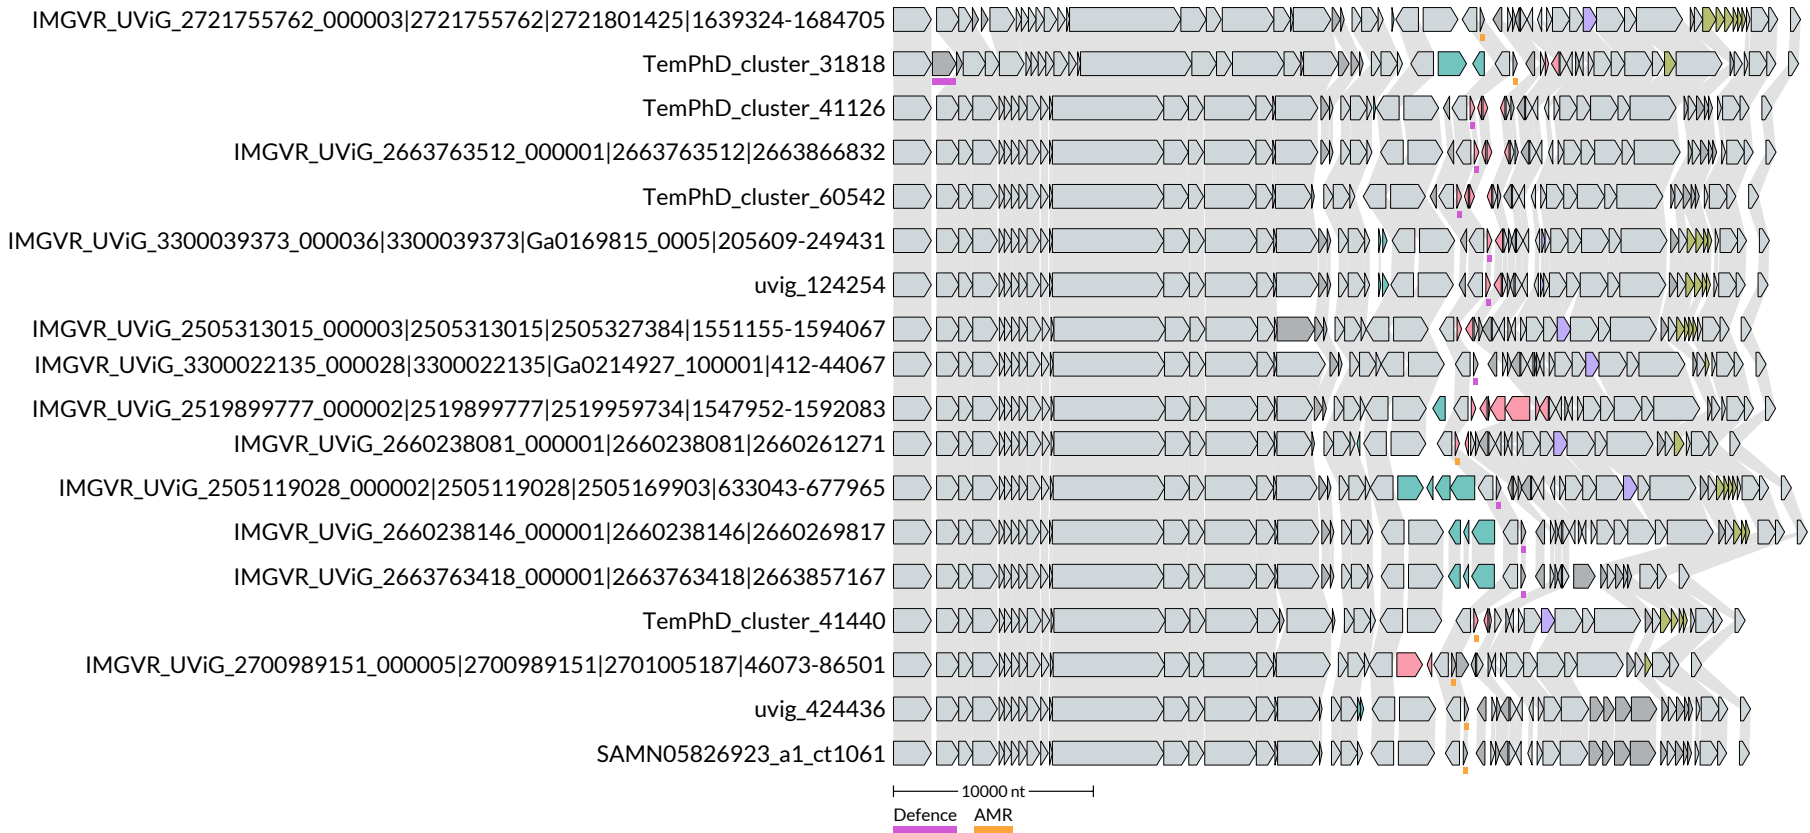 IMGVR_UViG_2721755762_000003|2721755762|2721801425|1639324-1684705
TemPhD_cluster_31818
TemPhD_cluster_41126
IMGVR_UViG_2663763512_000001|2663763512|2663866832
TemPhD_cluster_60542
IMGVR_UViG_3300039373_000036|3300039373|Ga0169815_0005|205609-249431
uvig_124254
IMGVR_UViG_2505313015_000003|2505313015|2505327384|1551155-1594067
IMGVR_UViG_3300022135_000028|3300022135|Ga0214927_100001|412-44067
IMGVR_UViG_2519899777_000002|2519899777|2519959734|1547952-1592083
IMGVR_UViG_2660238081_000001|2660238081|2660261271
IMGVR_UViG_2505119028_000002|2505119028|2505169903|633043-677965
IMGVR_UViG_2660238146_000001|2660238146|2660269817
IMGVR_UViG_2663763418_000001|2663763418|2663857167
TemPhD_cluster_41440
IMGVR_UViG_2700989151_000005|2700989151|2701005187|46073-86501
uvig_424436
SAMN05826923_a1_ct1061
10000 nt
Defence AMR